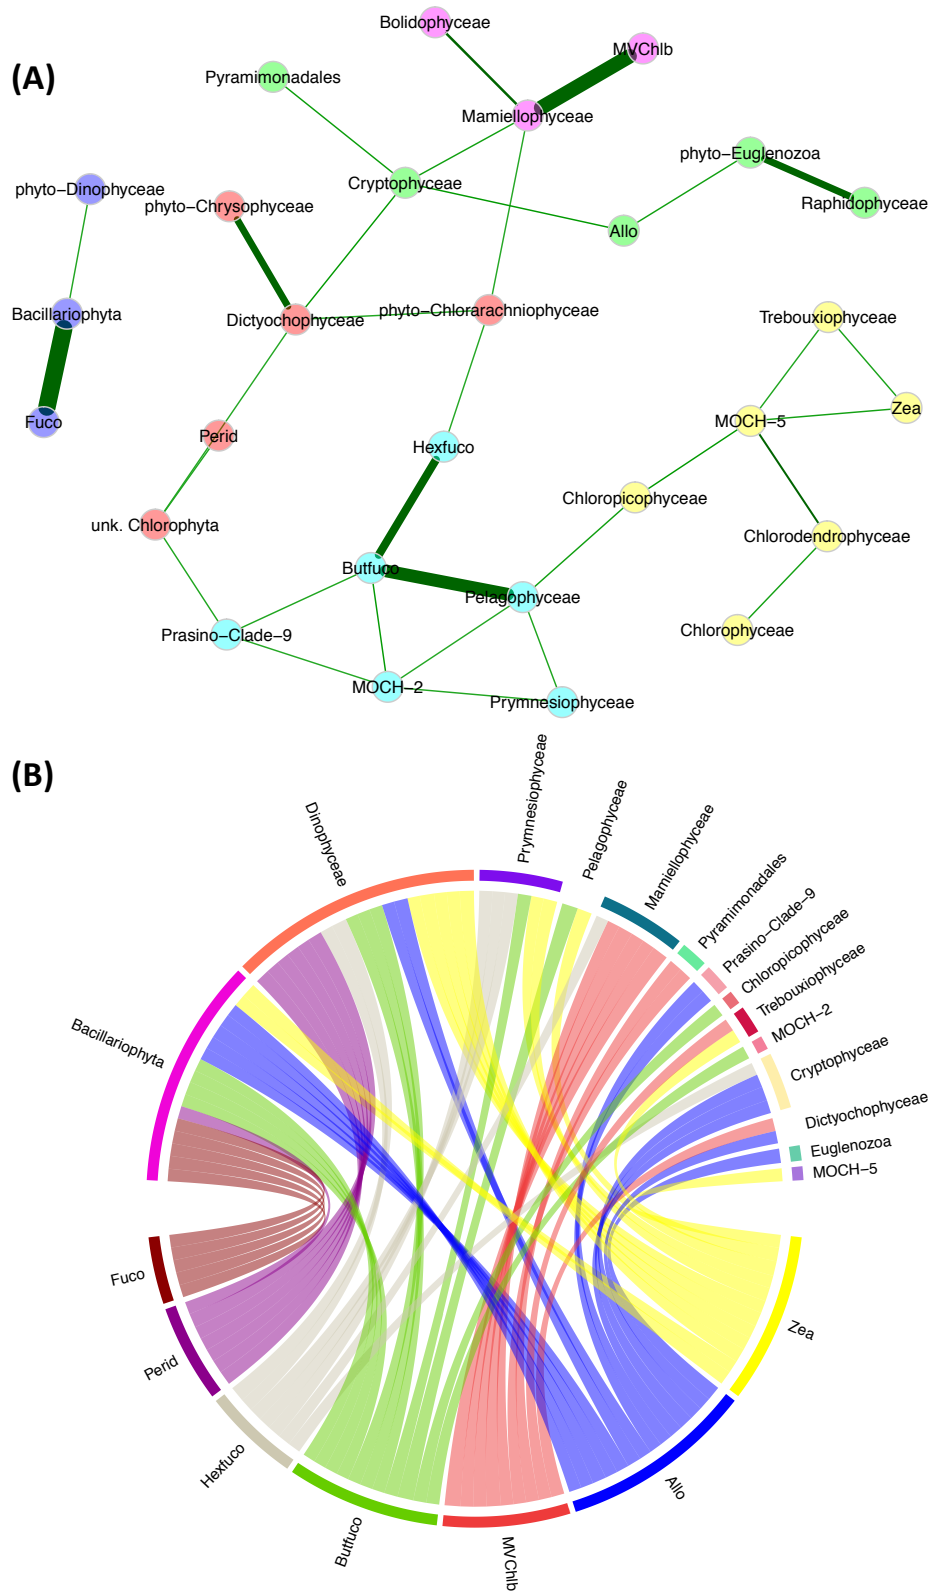 (A)
Bolidophyceae
MVChlb
Pyramimonadales
Mamiellophyceae
phyto−Euglenozoa
Cryptophyceae
phyto−Dinophyceae
phyto−Chrysophyceae
Raphidophyceae
Allo
Bacillariophyta
Dictyochophyceae
phyto−Chlorarachniophyceae
Trebouxiophyceae
Zea
Fuco
MOCH−5
Perid
Hexfuco
Chloropicophyceae
unk. Chlorophyta
Chlorodendrophyceae
Butfuco
Pelagophyceae
Prasino−Clade−9
Chlorophyceae
MOCH−2
Prymnesiophyceae
(B)
Bacillariophyta
Dinophyceae
Prymnesiophyceae
Pelagophyceae
Mamiellophyceae
Pyramimonadales
Prasino−Clade−9
Chloropicophyceae
Trebouxiophyceae
MOCH−2
Cryptophyceae
Dictyochophyceae
Euglenozoa
MOCH−5
Zea
Allo
MVChlb
Butfuco
Hexfuco
Perid
Fuco